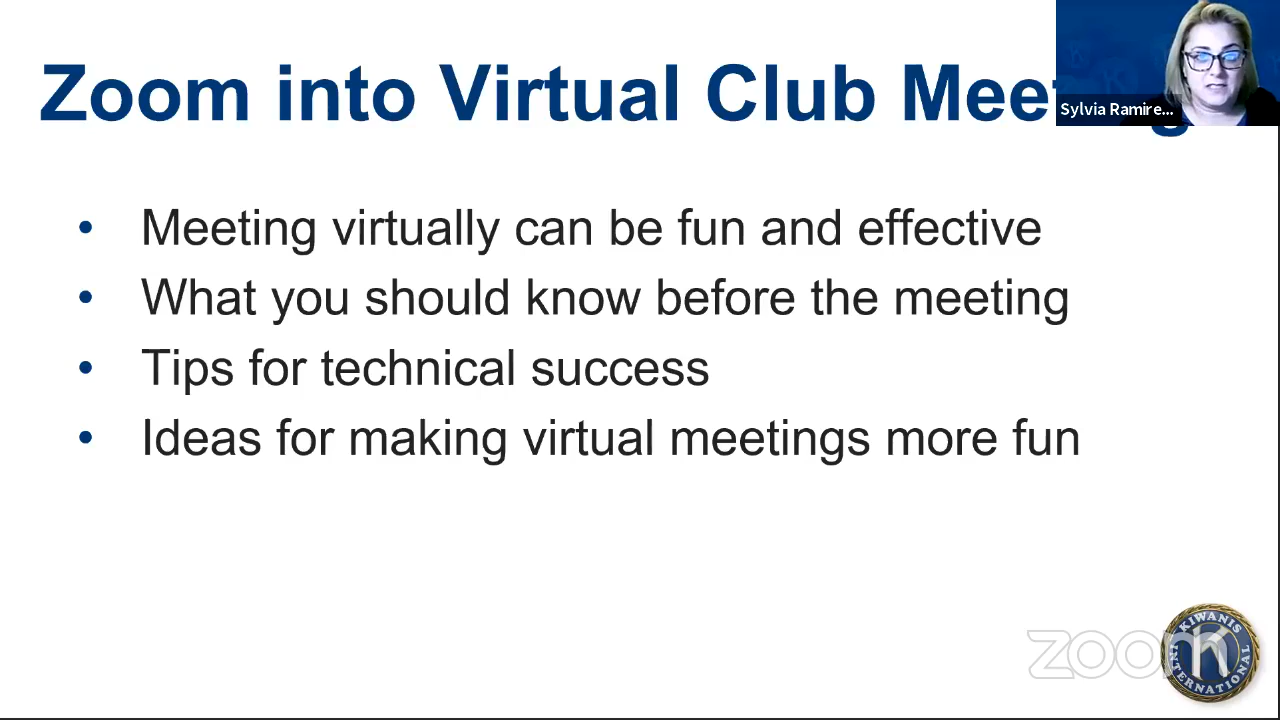 Zoom into Virtual Club Mee
Sylvia Ramire...
• Meeting virtually can be fun and effective
• What you should know before the meeting
• Tips for technical success
• Ideas for making virtual meetings more fun
zoom
KIWANIS
INTERNATIONAL